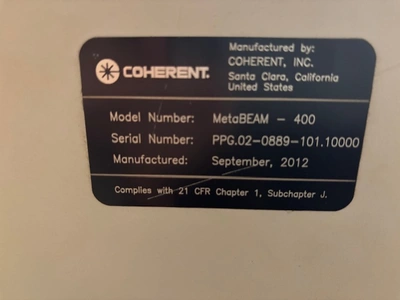 COHERENT.
Manufactured by:
COHERENT, INC.
Santa Clara, California
United States
Model Number: MetaBEAM - 400
Serial Number: PPG.02-0889-101.10000
Manufactured: September, 2012
Complies with 21 CFR Chapter 1, Subchapter J.